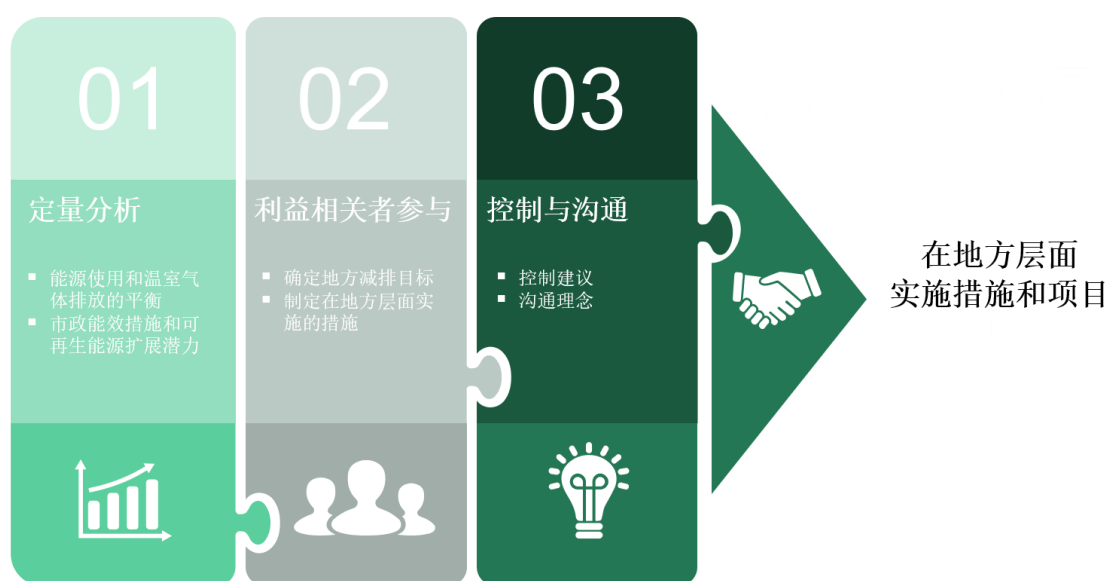 01
定量分析
▪ 能源使用和温室气
体排放的平衡
▪ 市政能效措施和可
再生能源扩展潜力
02
利益相关者参与
▪ 确定地方减排目标
▪ 制定在地方层面实
施的措施
03
控制与沟通
▪ 控制建议
▪ 沟通理念
在地方层面
实施措施和项目